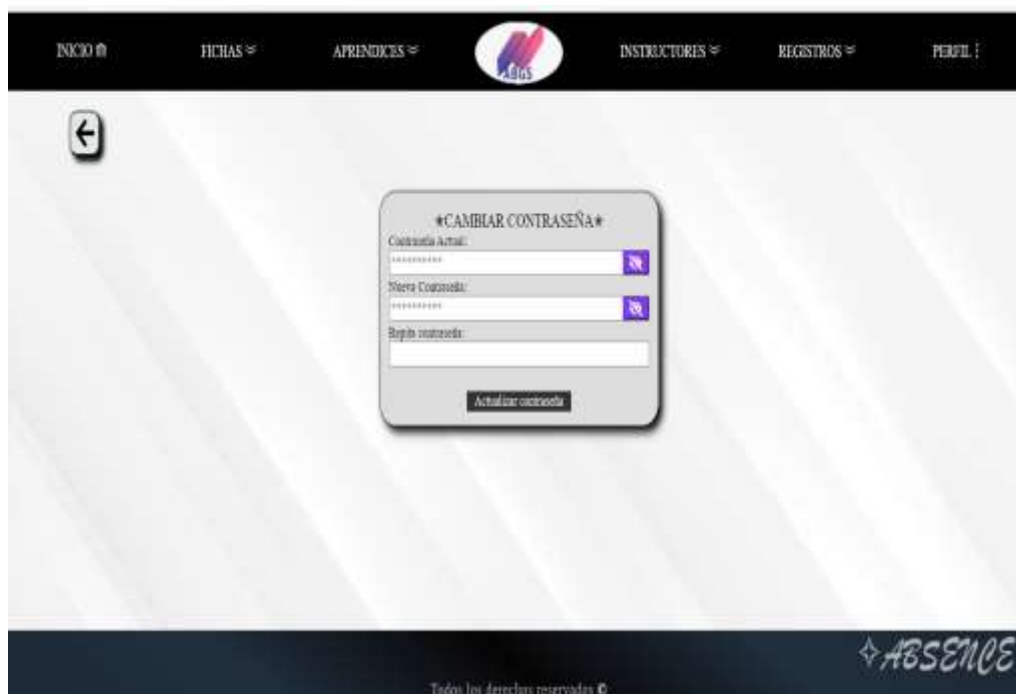 INICIO
FICHAS
APRENDICES
ABGS
INSTRUCTORES
REGISTROS
PERFIL
★CAMBIAR CONTRASEÑA★
Contraseña Actual:
**********
Nueva Contraseña:
**********
Repita contraseña:
Actualizar contraseña
ABSENCE
Todos los derechos reservados ©